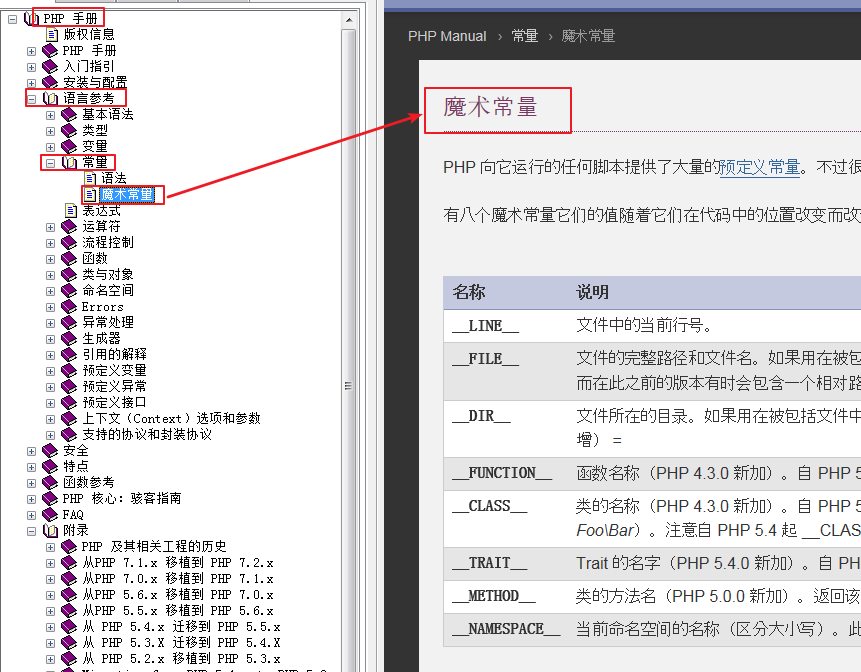 PHP 手册
版权信息
PHP 手册
入门指引
安装与配置
语言参考
基本语法
类型
变量
常量
语法
魔术常量
表达式
运算符
流程控制
函数
类与对象
命名空间
Errors
异常处理
生成器
引用的解释
预定义变量
预定义异常
预定义接口
上下文（Context）选项和参数
支持的协议和封装协议
安全
特点
函数参考
PHP 核心：骇客指南
FAQ
附录
PHP 及其相关工程的历史
从PHP 7.1.x 移植到 PHP 7.2.x
从PHP 7.0.x 移植到 PHP 7.1.x
从PHP 5.6.x 移植到 PHP 7.0.x
从PHP 5.5.x 移植到 PHP 5.6.x
从 PHP 5.4.x 迁移到 PHP 5.5.x
从 PHP 5.3.X 迁移到 PHP 5.4.X
从 PHP 5.2.x 移植到 PHP 5.3.x
PHP Manual › 常量 › 魔术常量
魔术常量
PHP 向它运行的任何脚本提供了大量的预定义常量。不过很
有八个魔术常量它们的值随着它们在代码中的位置改变而改
名称 说明
__LINE__ 文件中的当前行号。
__FILE__ 文件的完整路径和文件名。如果用在被包
而在此之前的版本有时会包含一个相对路
__DIR__ 文件所在的目录。如果用在被包括文件中
增） =
__FUNCTION__ 函数名称（PHP 4.3.0 新加）。自 PHP 5
__CLASS__ 类的名称（PHP 4.3.0 新加）。自 PHP 5
Foo\Bar）。注意自 PHP 5.4 起 __CLAS
__TRAIT__ Trait 的名字（PHP 5.4.0 新加）。自 PH
__METHOD__ 类的方法名（PHP 5.0.0 新加）。返回该
__NAMESPACE__ 当前命名空间的名称（区分大小写）。此